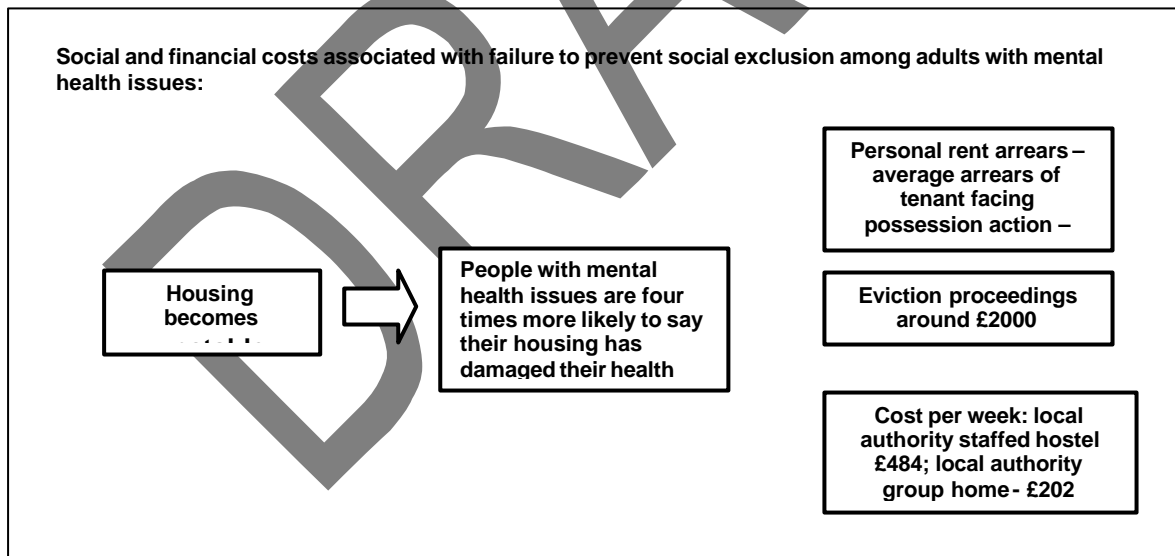 Social and financial costs associated with failure to prevent social exclusion among adults with mental
health issues:
Housing
becomes
People with mental
health issues are four
times more likely to say
their housing has
damaged their health
Personal rent arrears –
average arrears of
tenant facing
possession action –
Eviction proceedings
around £2000
Cost per week: local
authority staffed hostel
£484; local authority
group home - £202